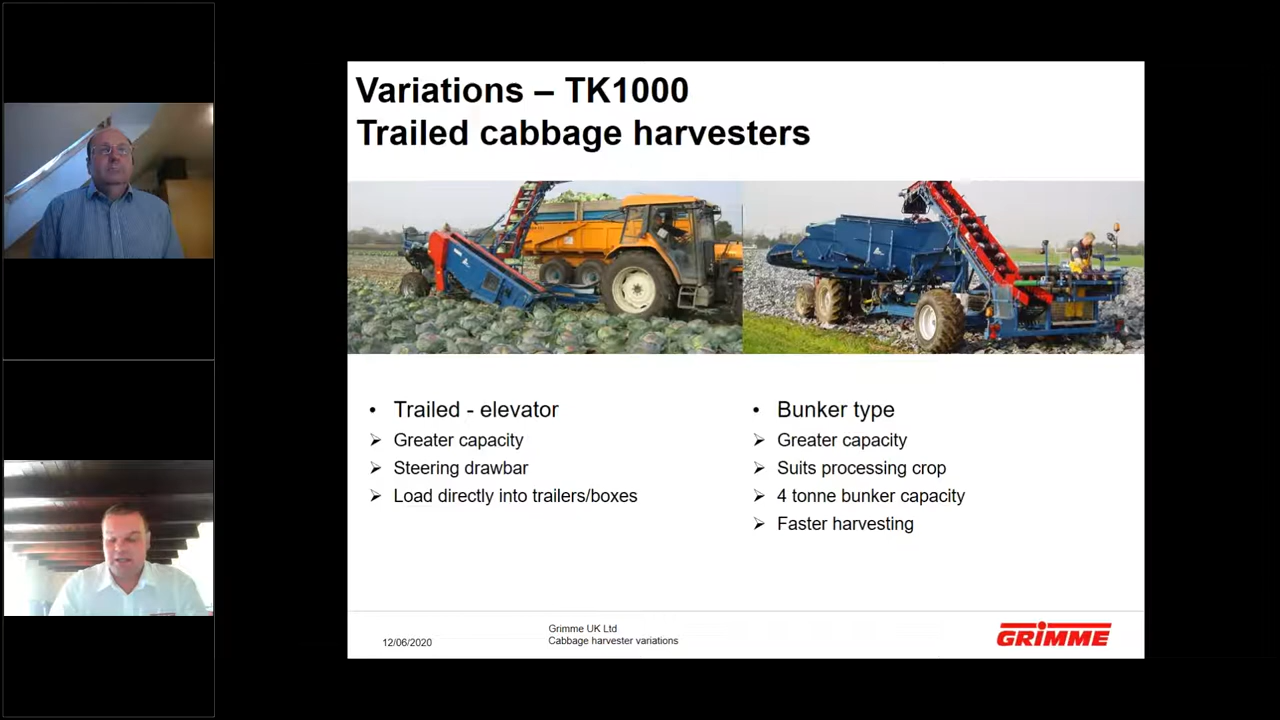 Variations – TK1000
Trailed cabbage harvesters
• Trailed - elevator
➢ Greater capacity
➢ Steering drawbar
➢ Load directly into trailers/boxes
• Bunker type
➢ Greater capacity
➢ Suits processing crop
➢ 4 tonne bunker capacity
➢ Faster harvesting
12/06/2020
Grimme UK Ltd
Cabbage harvester variations
GRIMME